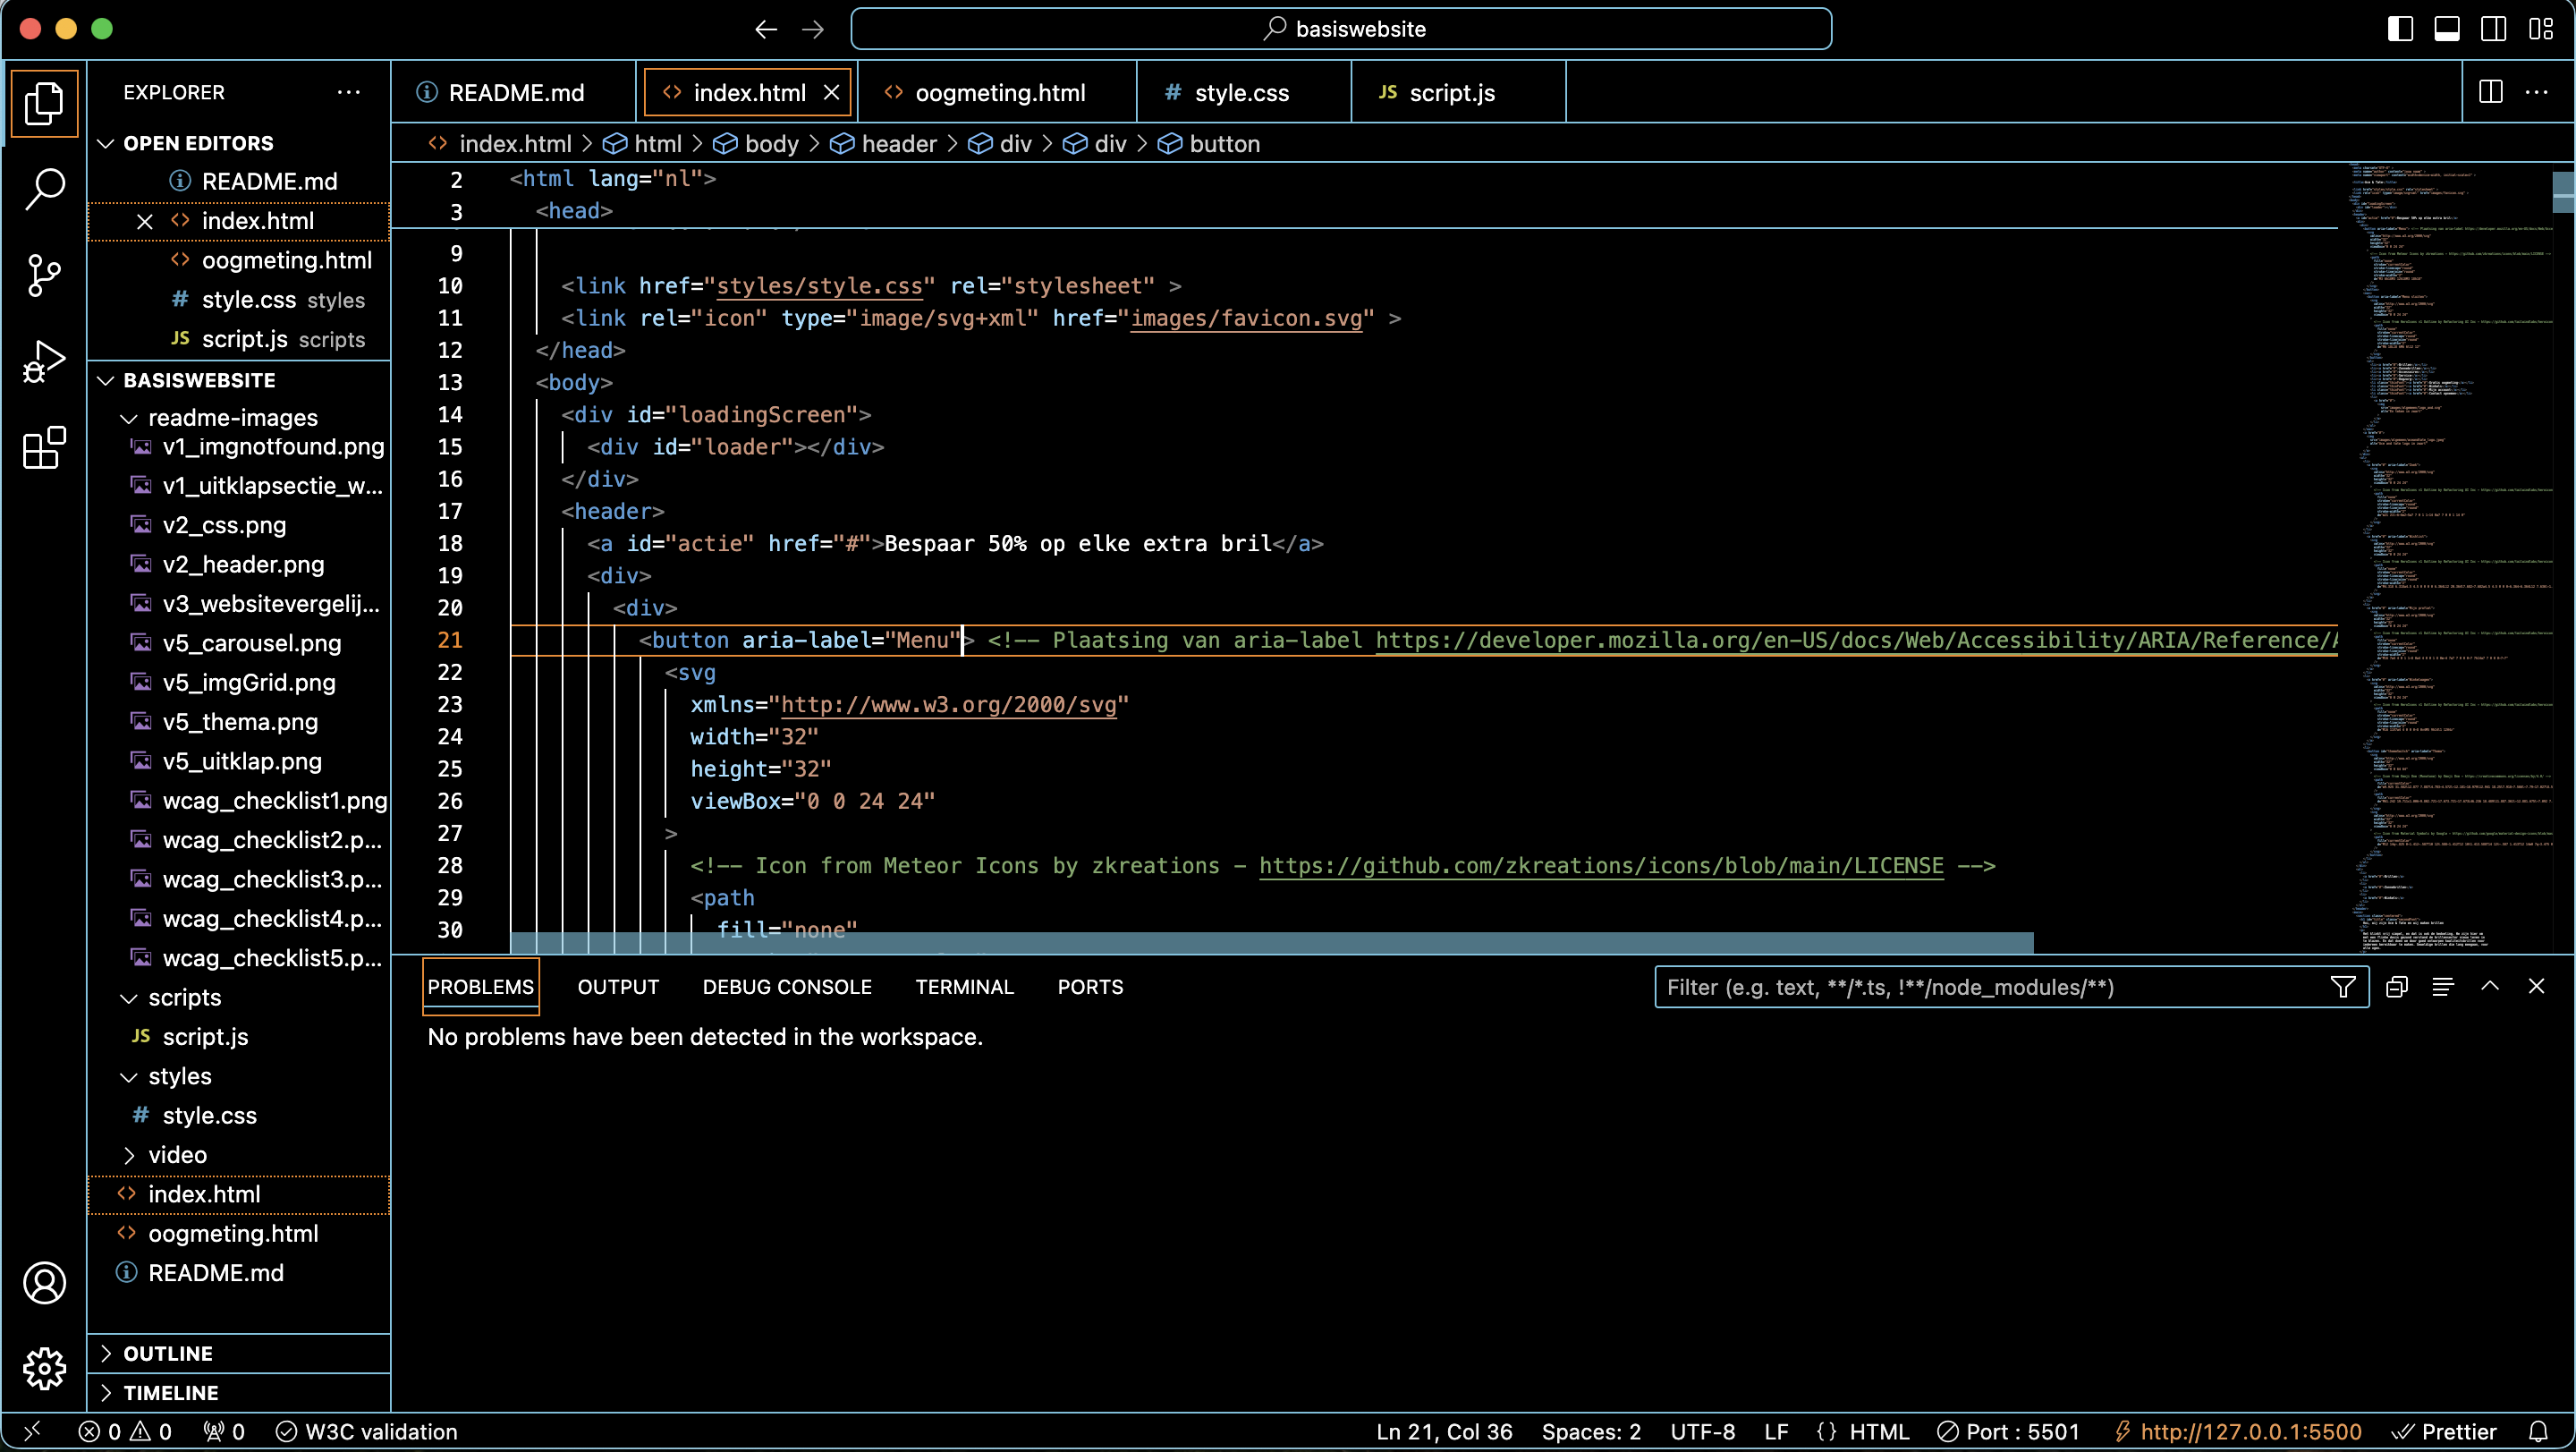 basiswebsite
EXPLORER
OPEN EDITORS
README.md
index.html
oogmeting.html
style.css styles
script.js scripts
BASISWEBSITE
readme-images
v1_imgnotfound.png
v1_uitklapsectie_w...
v2_css.png
v2_header.png
v3_websitevergelij...
v5_carousel.png
v5_imgGrid.png
v5_thema.png
v5_uitklap.png
wcag_checklist1.png
wcag_checklist2.p...
wcag_checklist3.p...
wcag_checklist4.p...
wcag_checklist5.p...
scripts
JS script.js
styles
# style.css
video
index.html
oogmeting.html
README.md
OUTLINE
TIMELINE
README.md index.html oogmeting.html # style.css JS script.js
index.html > html > body > header > div > div > button
2 <html lang="nl">
3 <head>
9
10 <link href="styles/style.css" rel="stylesheet" >
11 <link rel="icon" type="image/svg+xml" href="images/favicon.svg" >
12 </head>
13 <body>
14 <div id="loadingScreen">
15 <div id="loader"></div>
16 </div>
17 <header>
18 <a id="actie" href="#">Bespaar 50% op elke extra bril</a>
19 <div>
20 <div>
21 <button aria-label="Menu"> <!-- Plaatsing van aria-label https://developer.mozilla.org/en-US/docs/Web/Accessibility/ARIA/Reference/A
22 <svg
23 xmlns="http://www.w3.org/2000/svg"
24 width="32"
25 height="32"
26 viewBox="0 0 24 24"
27 >
28 <!-- Icon from Meteor Icons by zkreations - https://github.com/zkreations/icons/blob/main/LICENSE -->
29 <path
30 fill="none"
PROBLEMS OUTPUT DEBUG CONSOLE TERMINAL PORTS
Filter (e.g. text, **/*.ts, !**/node_modules/**)
No problems have been detected in the workspace.
0 0 0 W3C validation
Ln 21, Col 36 Spaces: 2 UTF-8 LF {} HTML Port : 5501 http://127.0.0.1:5500 Prettier